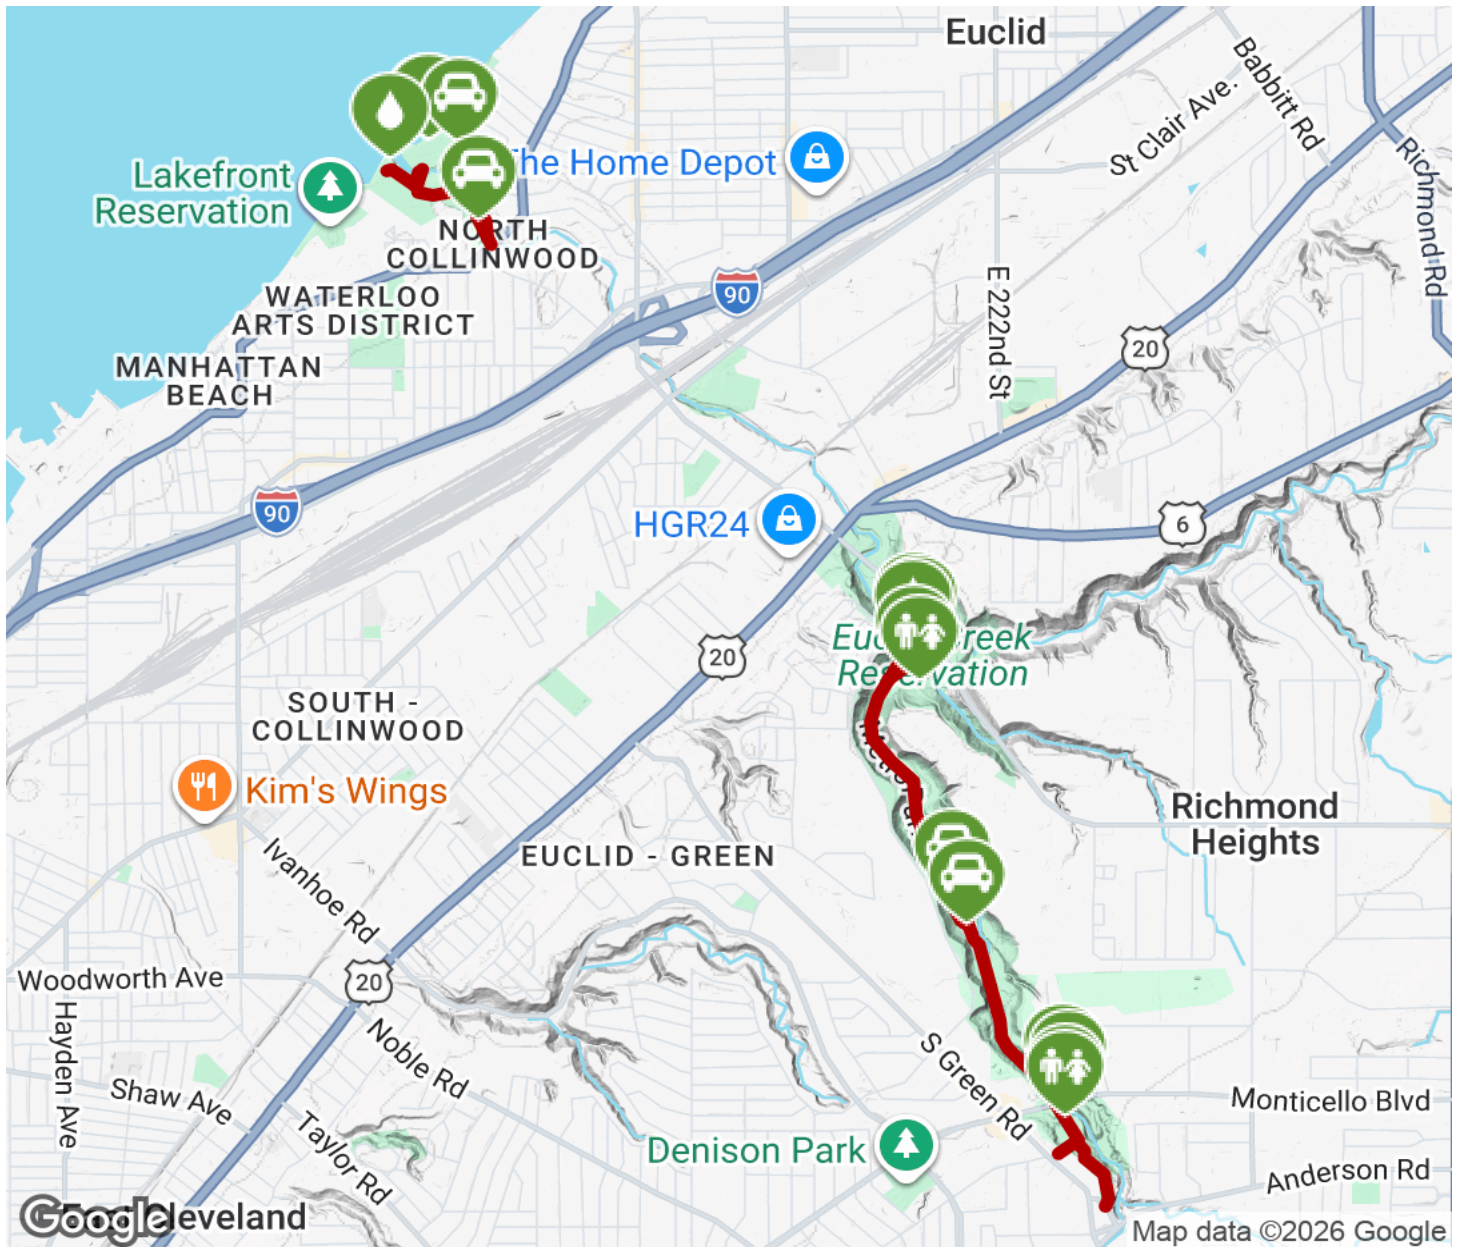 Euclid
Babbitt Rd
St Clair Ave.
Richmond Rd
The Home Depot
Lakefront
Reservation
NORTH
COLLINWOOD
90
E 222nd St
WATERLOO
ARTS DISTRICT
20
MANHATTAN
BEACH
90
HGR24
6
20
Reservation
SOUTH -
COLLINWOOD
Kim's Wings
Richmond
Heights
EUCLID - GREEN
Ivanhoe Rd
Woodworth Ave
20
Hayden Ave
Noble Rd
S Green Rd
Shaw Ave
Monticello Blvd
Taylor Rd
Denison Park
Anderson Rd
Google
Cleveland
Map data ©2026 Google